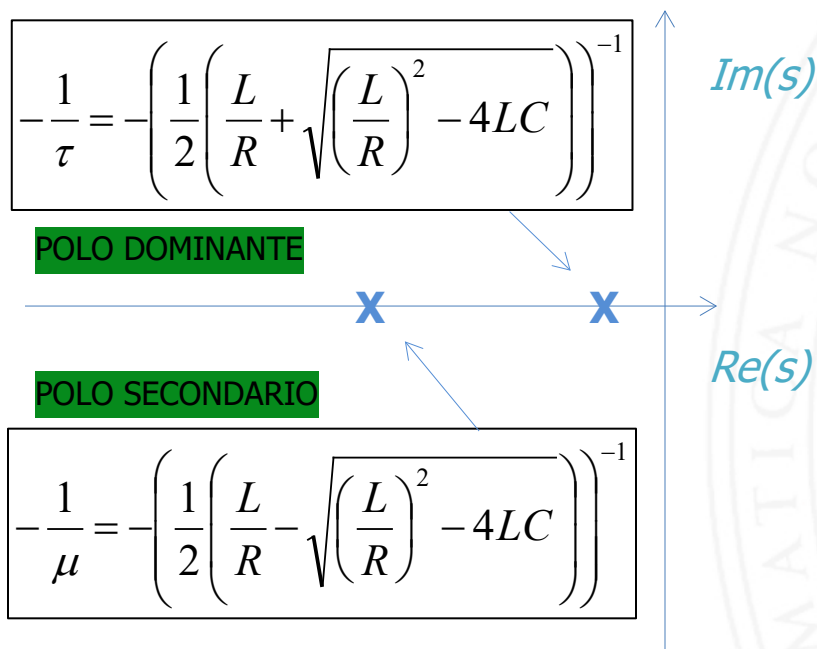 -1/τ = -(1/2(L/R + √((L/R)² - 4LC)))⁻¹
Im(s)
POLO DOMINANTE
X X
Re(s)
POLO SECONDARIO
-1/μ = -(1/2(L/R - √((L/R)² - 4LC)))⁻¹